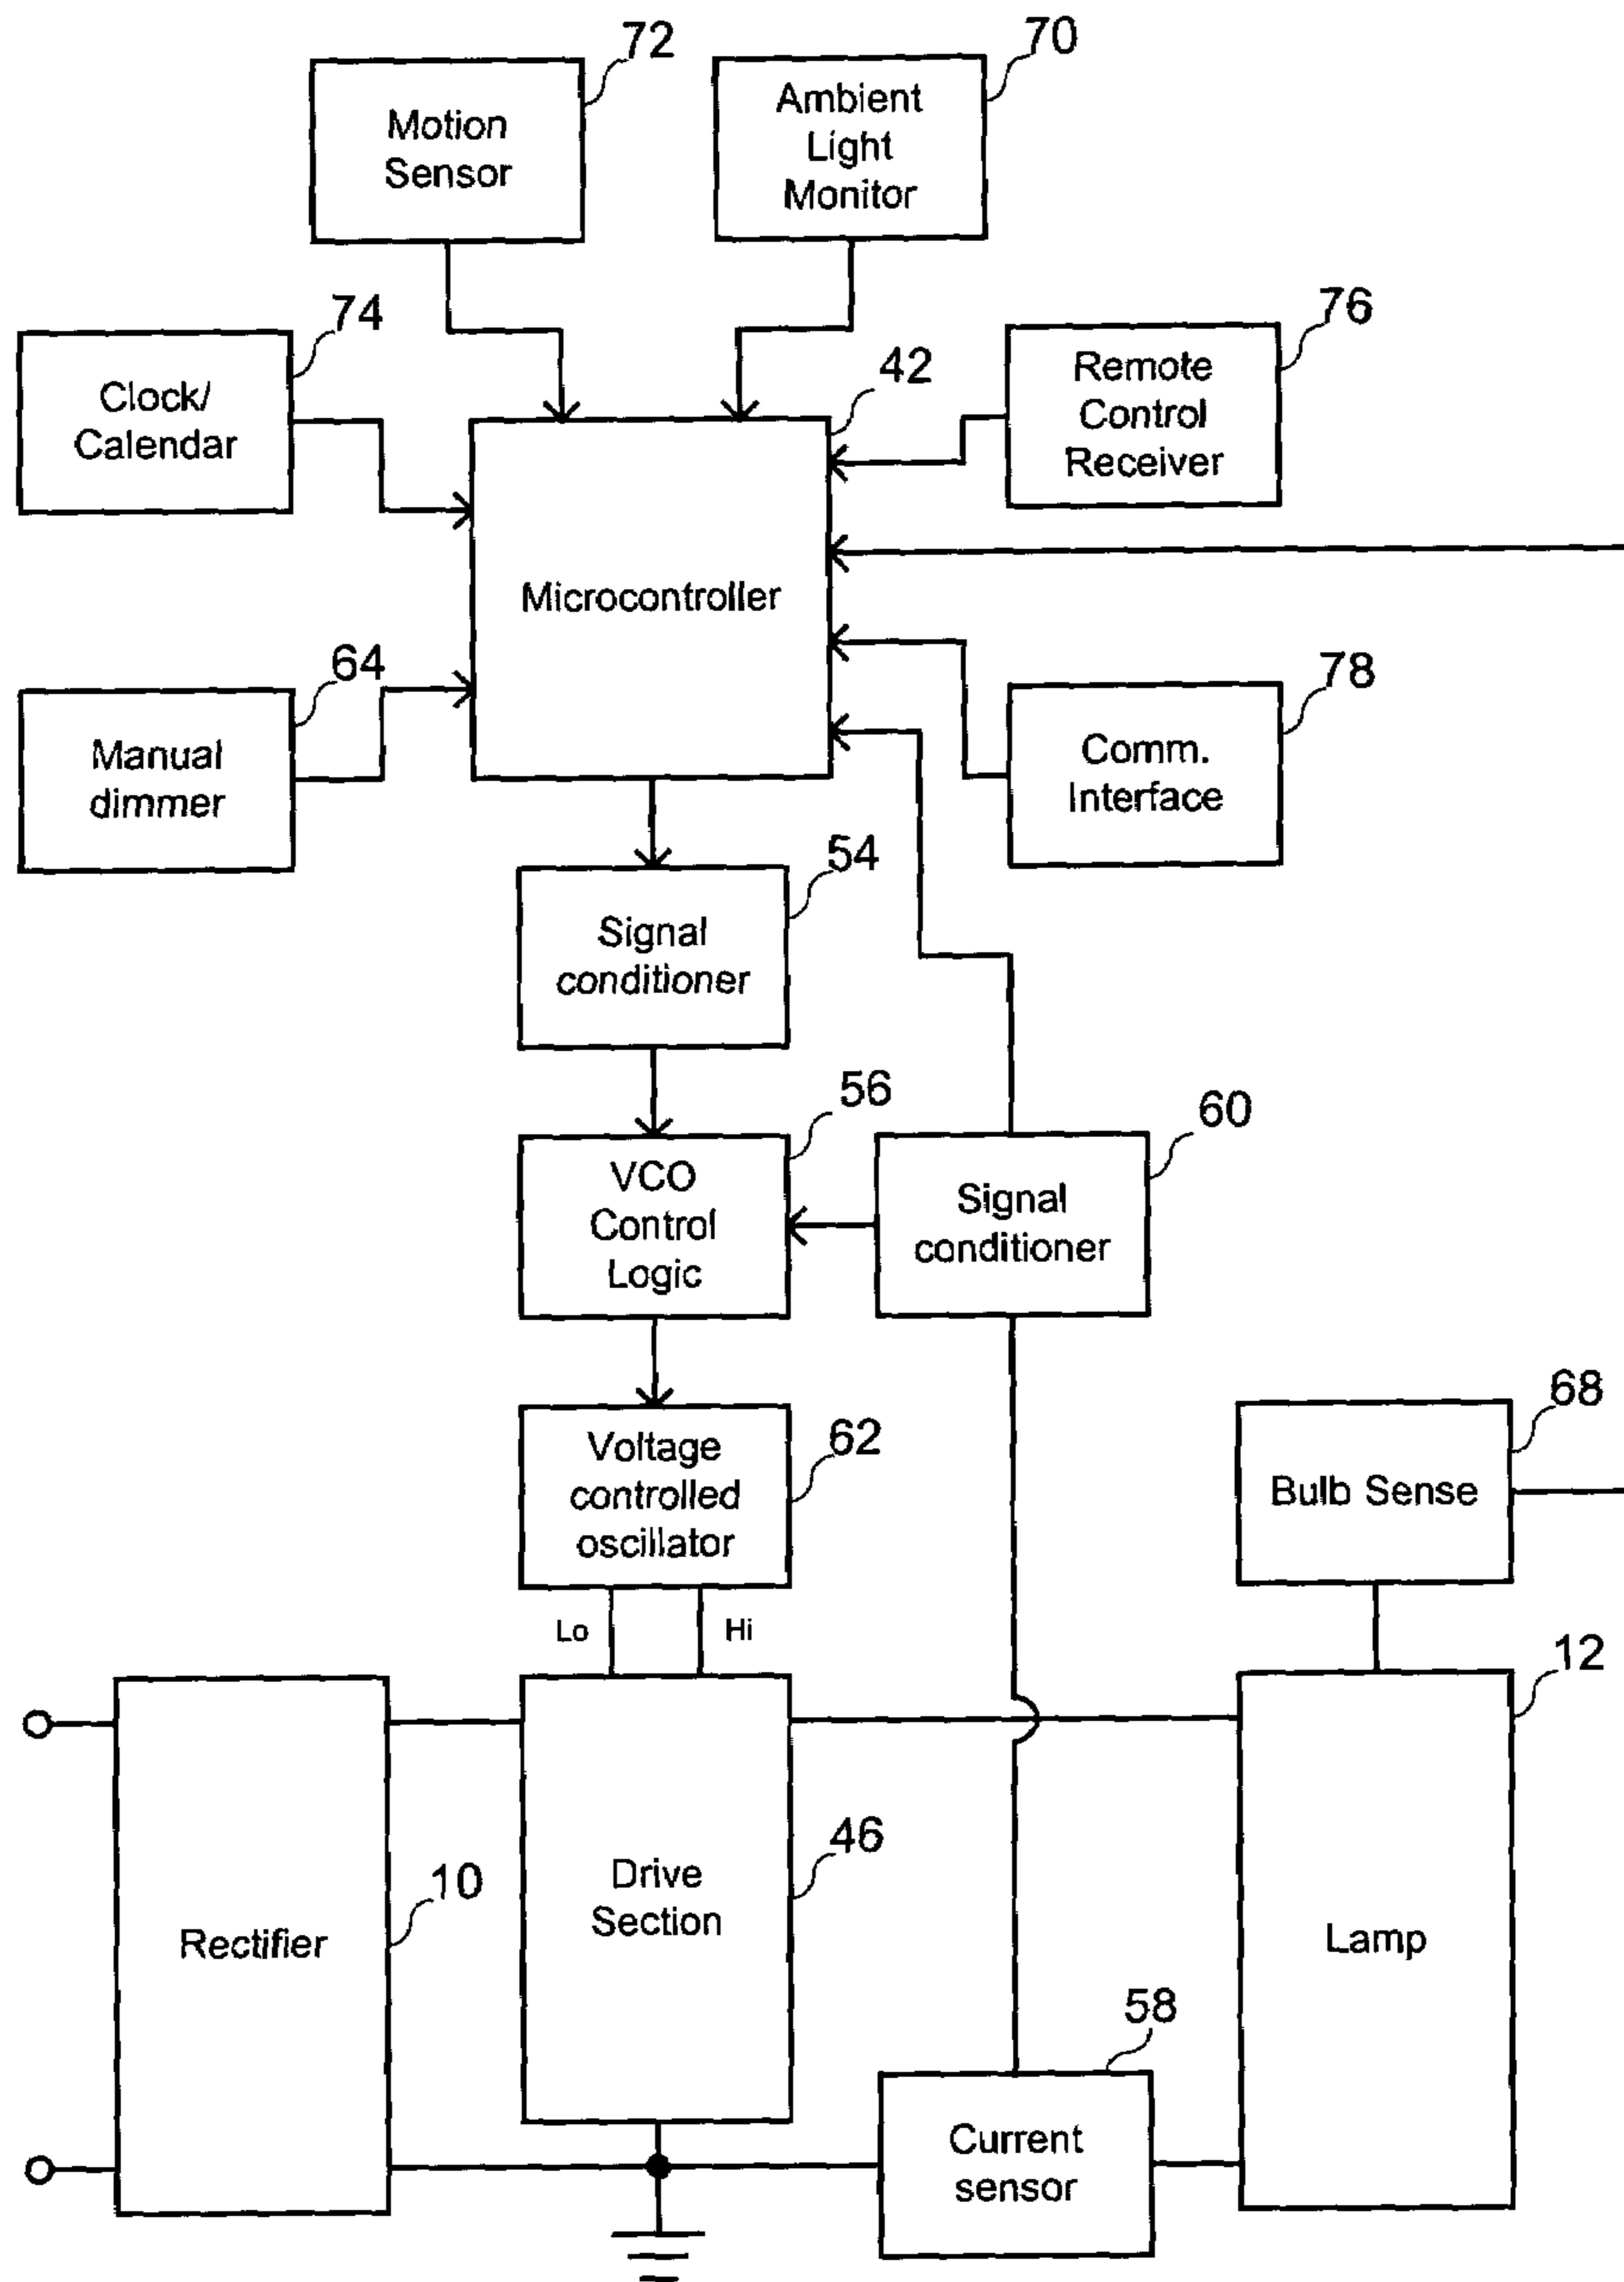 72
70
Motion
Sensor
Ambient
Light
Monitor
74
76
Clock/
Calendar
42
Remote
Control
Receiver
Microcontroller
64
78
Manual
dimmer
Comm.
Interface
54
Signal
conditioner
56
60
VCO
Control
Logic
Signal
conditioner
68
62
Voltage
controlled
oscillator
Bulb Sense
Lo
Hi
12
46
10
Drive
Section
Rectifier
Lamp
58
Current
sensor